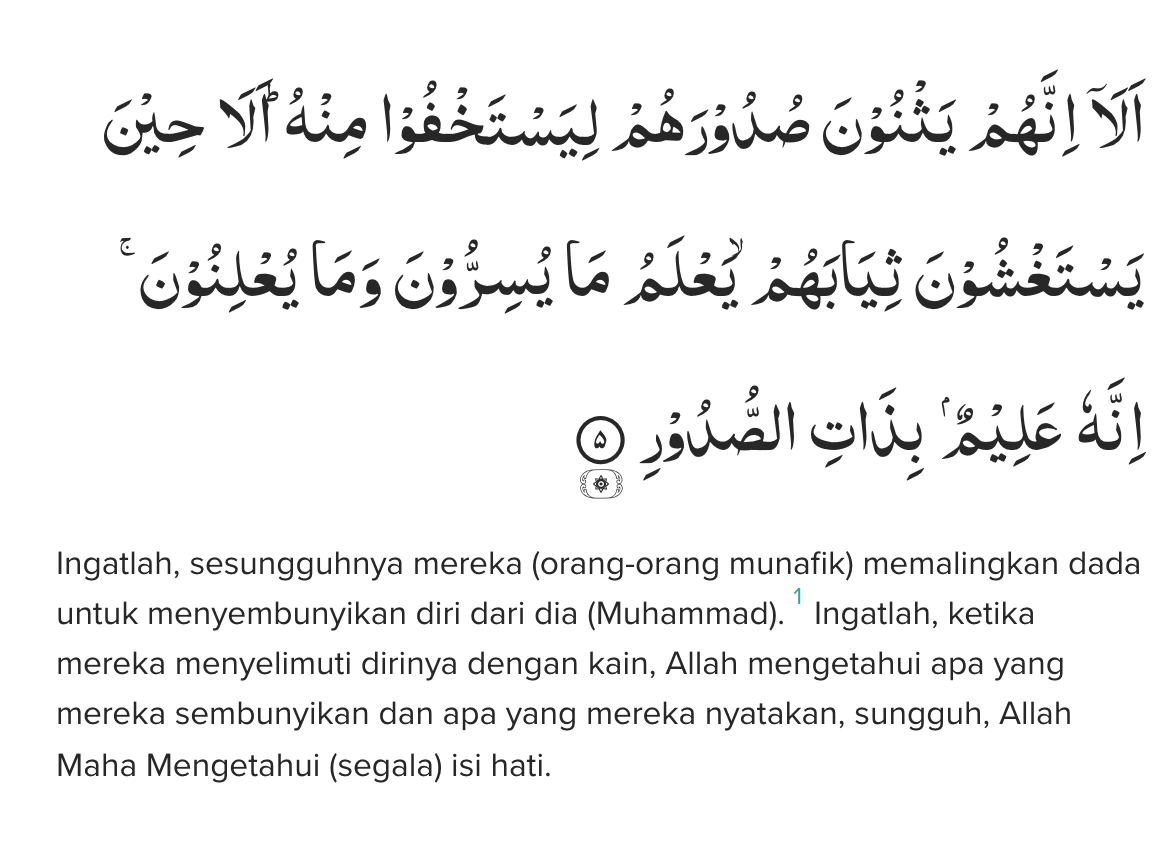 اَلَآ اِنَّهُمْ يَثْنُوْنَ صُدُوْرَهُمْ لِيَسْتَخْفُوْا مِنْهُۗ اَلَا حِيْنَ
يَسْتَغْشُوْنَ ثِيَابَهُمْ ۙيَعْلَمُ مَا يُسِرُّوْنَ وَمَا يُعْلِنُوْنَۚ
اِنَّهٗ عَلِيْمٌ ۢ بِذَاتِ الصُّدُوْرِ ۝٥
Ingatlah, sesungguhnya mereka (orang-orang munafik) memalingkan dada
untuk menyembunyikan diri dari dia (Muhammad). 1 Ingatlah, ketika
mereka menyelimuti dirinya dengan kain, Allah mengetahui apa yang
mereka sembunyikan dan apa yang mereka nyatakan, sungguh, Allah
Maha Mengetahui (segala) isi hati.